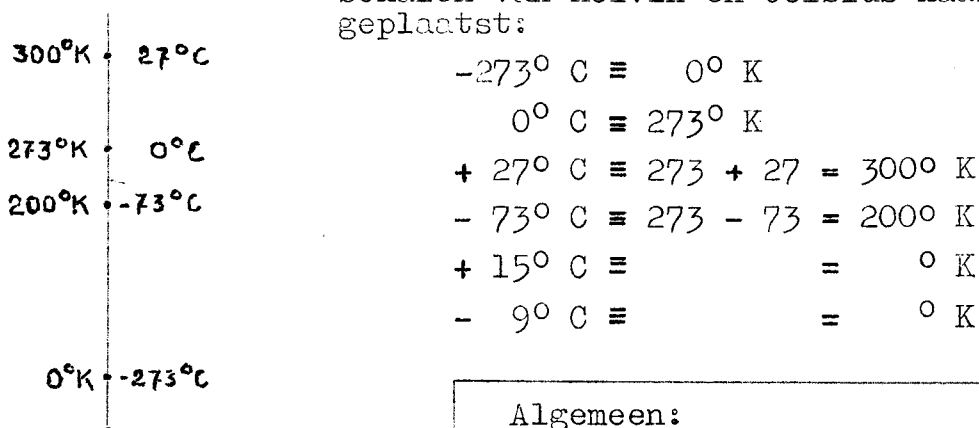 geplaatst:
300°K 27°C
273°K 0°C
200°K -73°C
0°K -273°C
-273° C ≡ 0° K
0° C ≡ 273° K
+ 27° C ≡ 273 + 27 = 300° K
- 73° C ≡ 273 - 73 = 200° K
+ 15° C ≡ = ° K
- 9° C ≡ = ° K
Algemeen: